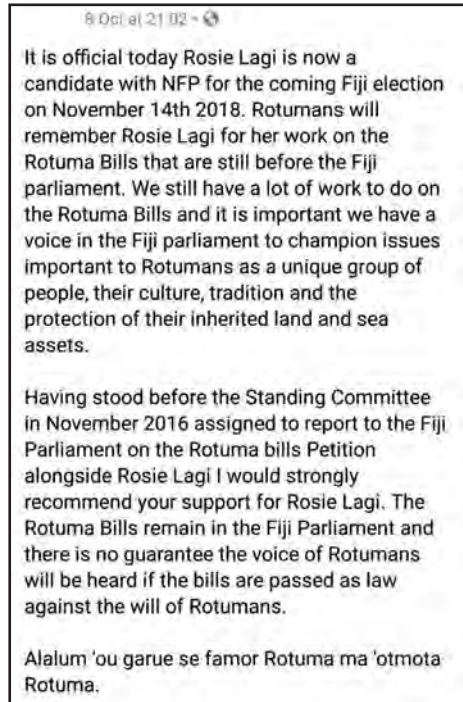 8 Oct at 21:02 ·
It is official today Rosie Lagi is now a
candidate with NFP for the coming Fiji election
on November 14th 2018. Rotumans will
remember Rosie Lagi for her work on the
Rotuma Bills that are still before the Fiji
parliament. We still have a lot of work to do on
the Rotuma Bills and it is important we have a
voice in the Fiji parliament to champion issues
important to Rotumans as a unique group of
people, their culture, tradition and the
protection of their inherited land and sea
assets.

Having stood before the Standing Committee
in November 2016 assigned to report to the Fiji
Parliament on the Rotuma bills Petition
alongside Rosie Lagi I would strongly
recommend your support for Rosie Lagi. The
Rotuma Bills remain in the Fiji Parliament and
there is no guarantee the voice of Rotumans
will be heard if the bills are passed as law
against the will of Rotumans.

Alalum 'ou garue se famor Rotuma ma 'otmota
Rotuma.